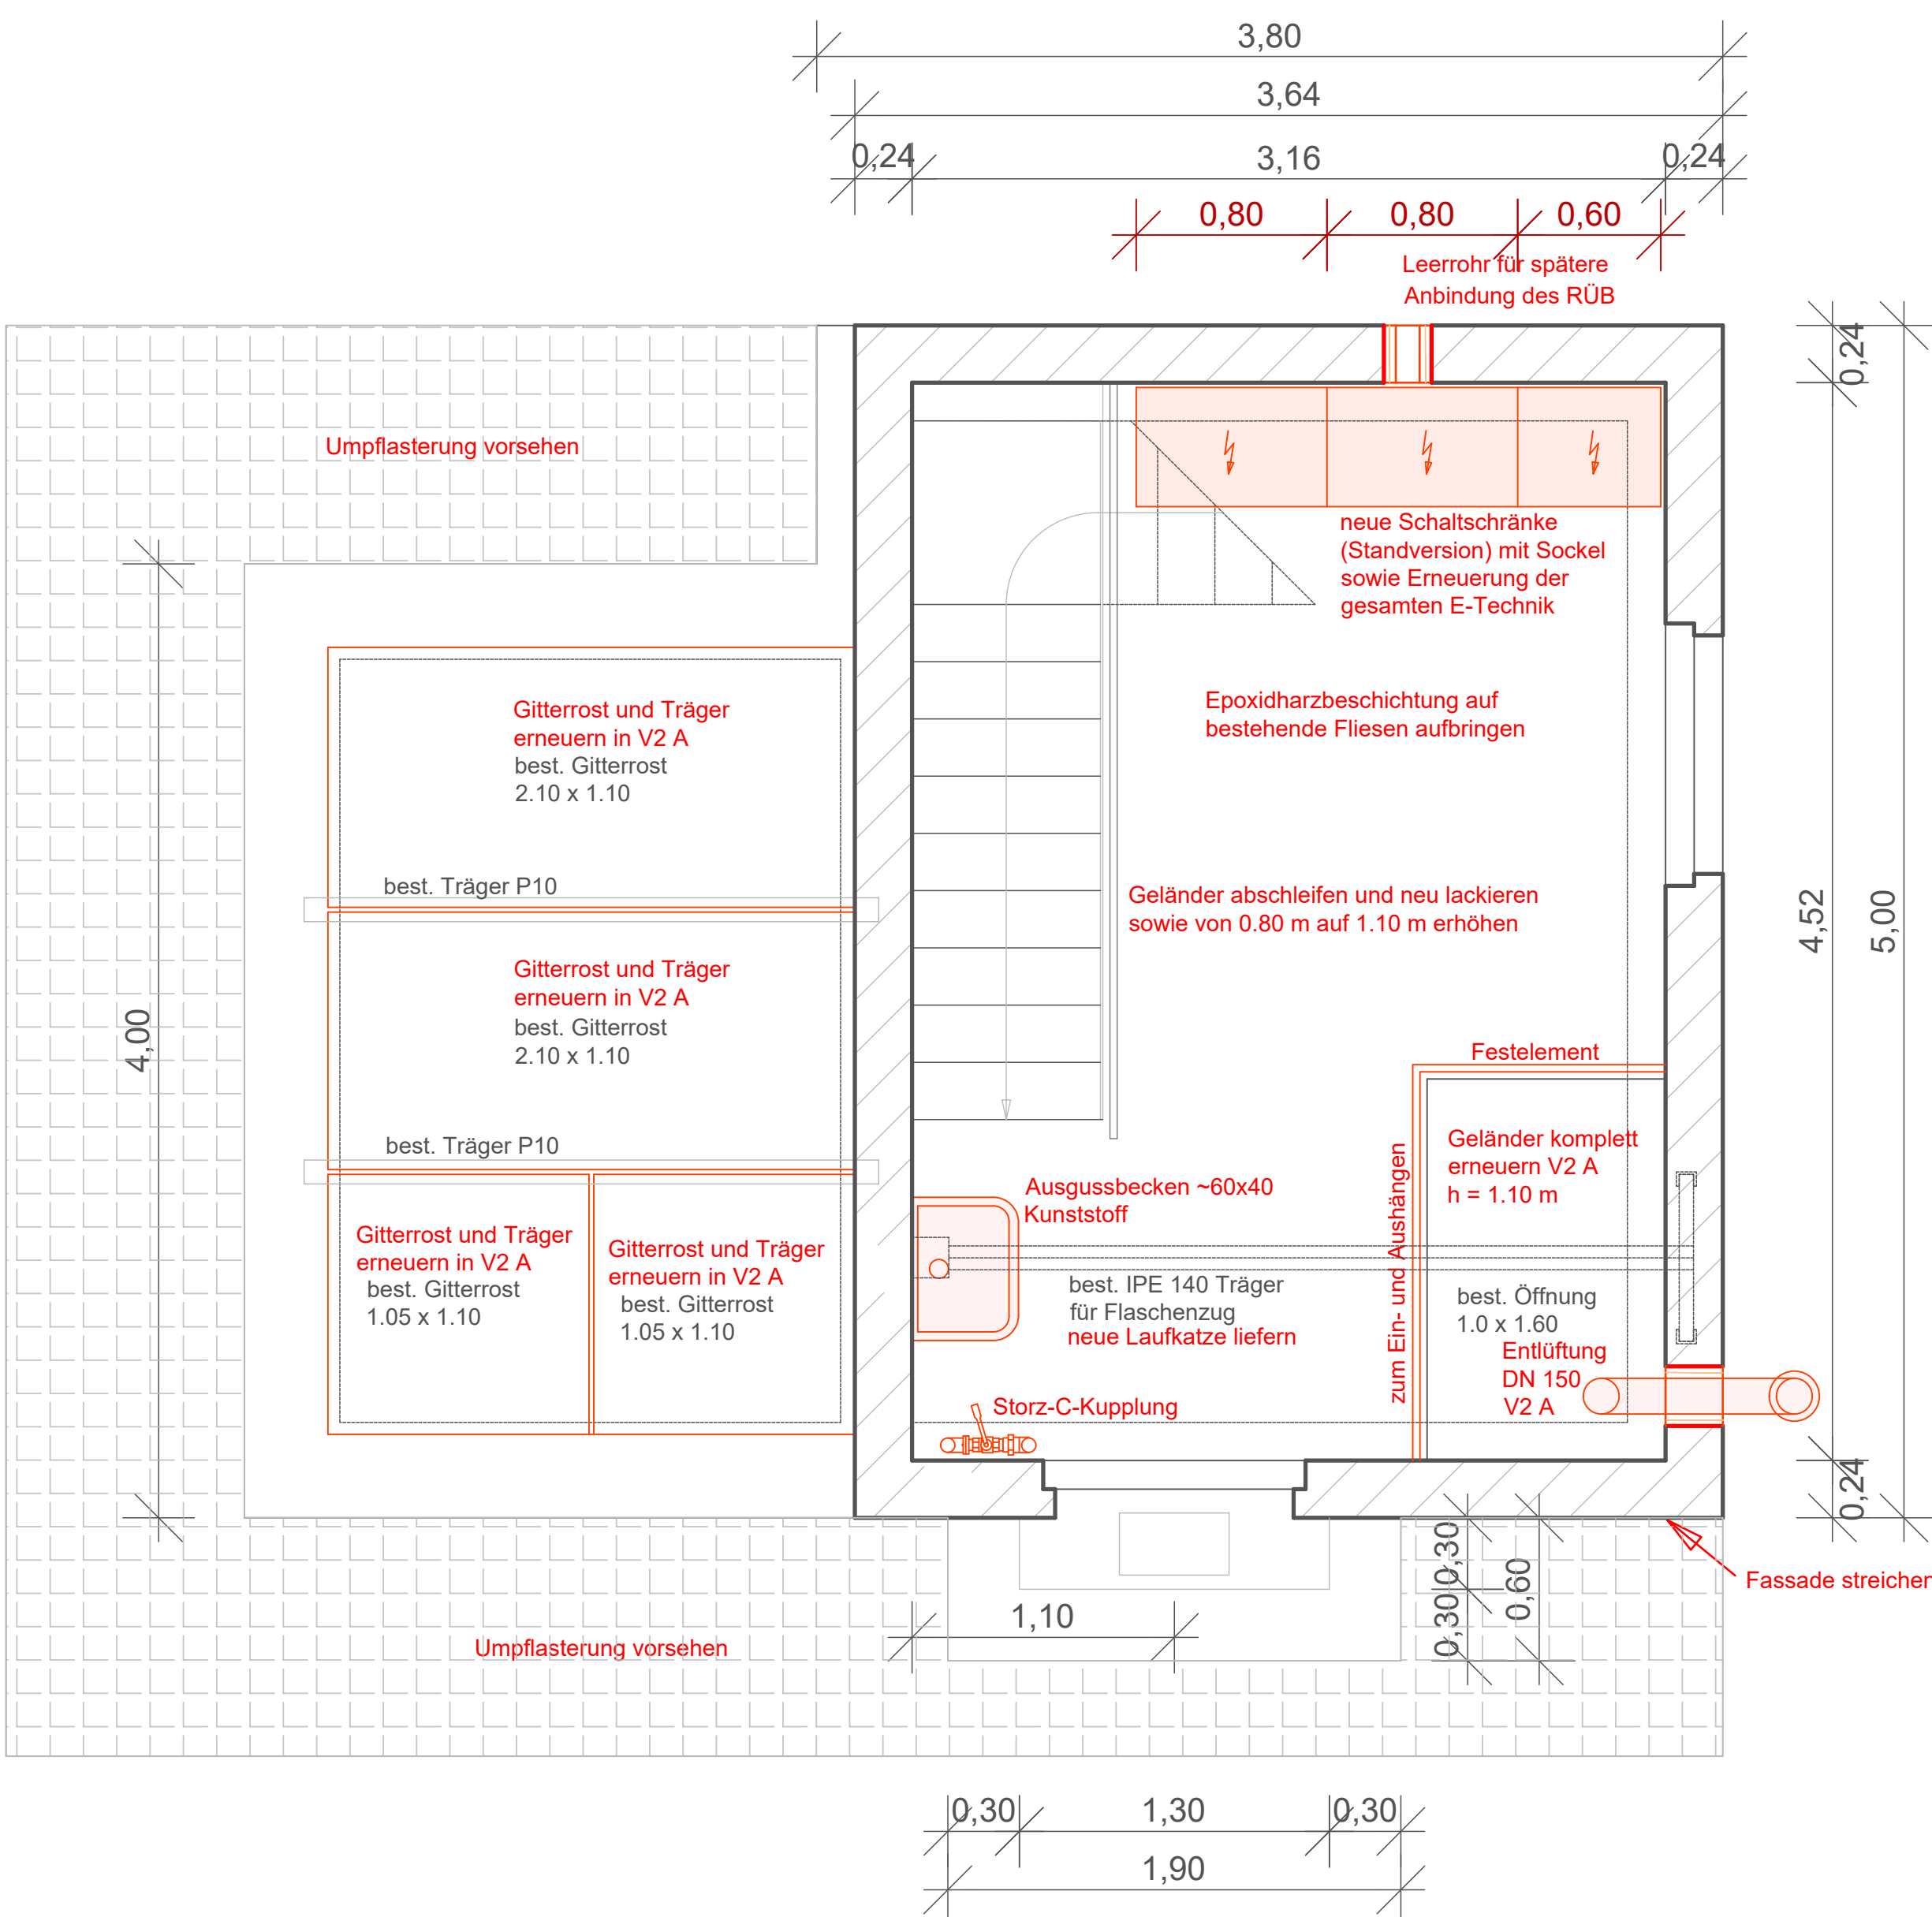 3,80
3,64
0,24
3,16
0,24
0,80
0,80
0,60
Leerrohr für spätere
Anbindung des RÜB
0,24
Umpflasterung vorsehen
neue Schaltschränke
(Standversion) mit Sockel
sowie Erneuerung der
gesamten E-Technik
Gitterrost und Träger
erneuern in V2 A
best. Gitterrost
2.10 x 1.10
Epoxidharzbeschichtung auf
bestehende Fliesen aufbringen
best. Träger P10
Geländer abschleifen und neu lackieren
sowie von 0.80 m auf 1.10 m erhöhen
4,52
5,00
Gitterrost und Träger
erneuern in V2 A
best. Gitterrost
2.10 x 1.10
4,00
Festelement
best. Träger P10
Geländer komplett
erneuern V2 A
h = 1.10 m
zum Ein- und Aushängen
Ausgussbecken ~60x40
Kunststoff
Gitterrost und Träger
erneuern in V2 A
best. Gitterrost
1.05 x 1.10
Gitterrost und Träger
erneuern in V2 A
best. Gitterrost
1.05 x 1.10
best. IPE 140 Träger
für Flaschenzug
neue Laufkatze liefern
best. Öffnung
1.0 x 1.60
Entlüftung
DN 150
V2 A
Storz-C-Kupplung
0,24
0,30
0,30
0,60
Fassade streichen
1,10
Umpflasterung vorsehen
0,30
1,30
0,30
1,90